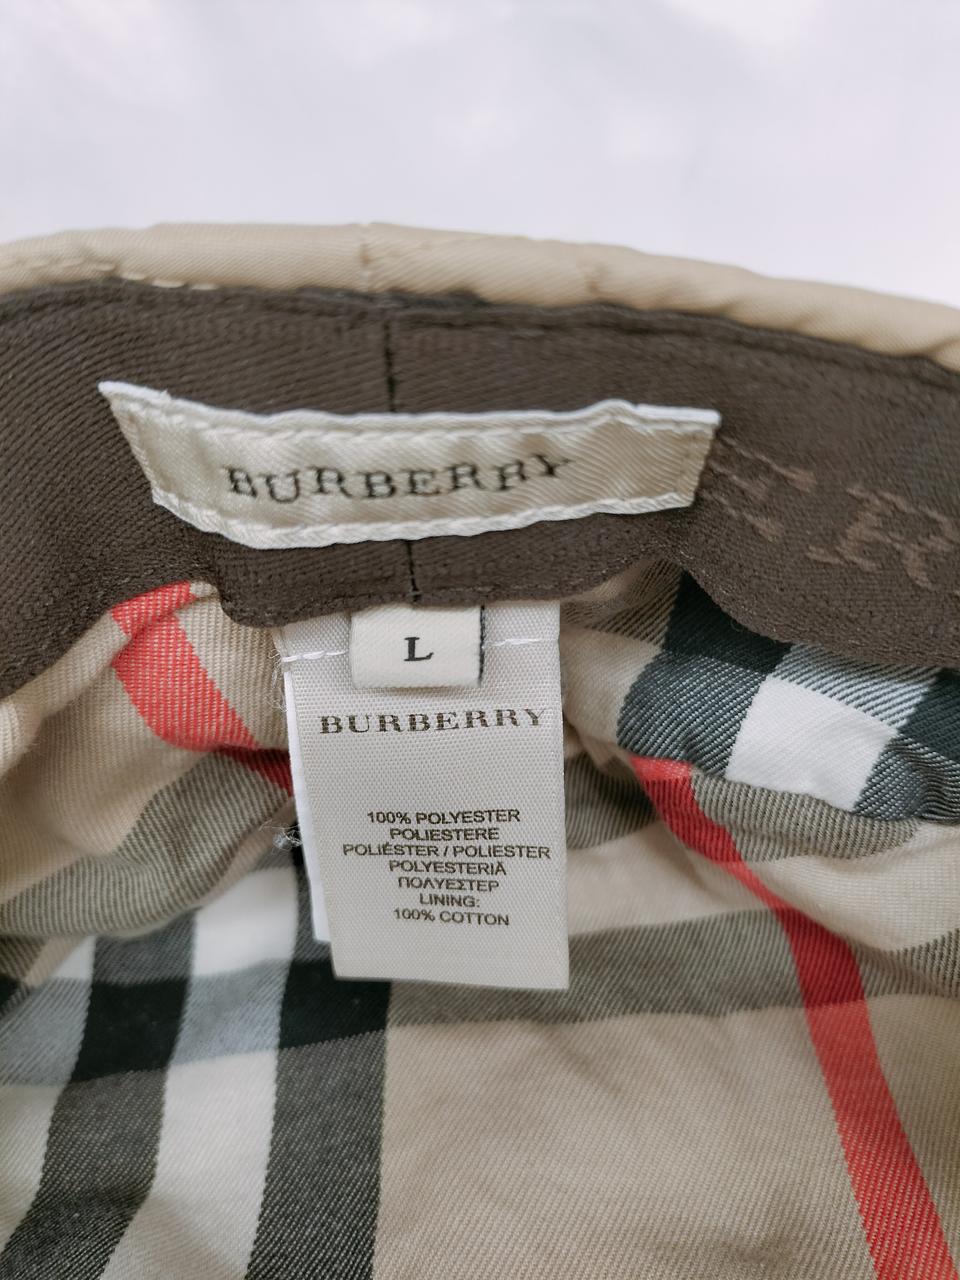 BURBERRY
L
BURBERRY
100% POLYESTER
POLIESTERE
POLIÉSTER / POLIESTER
POLYESTERIÄ
ΠΟΛΥΕΣΤΕΡ
LINING:
100% COTTON